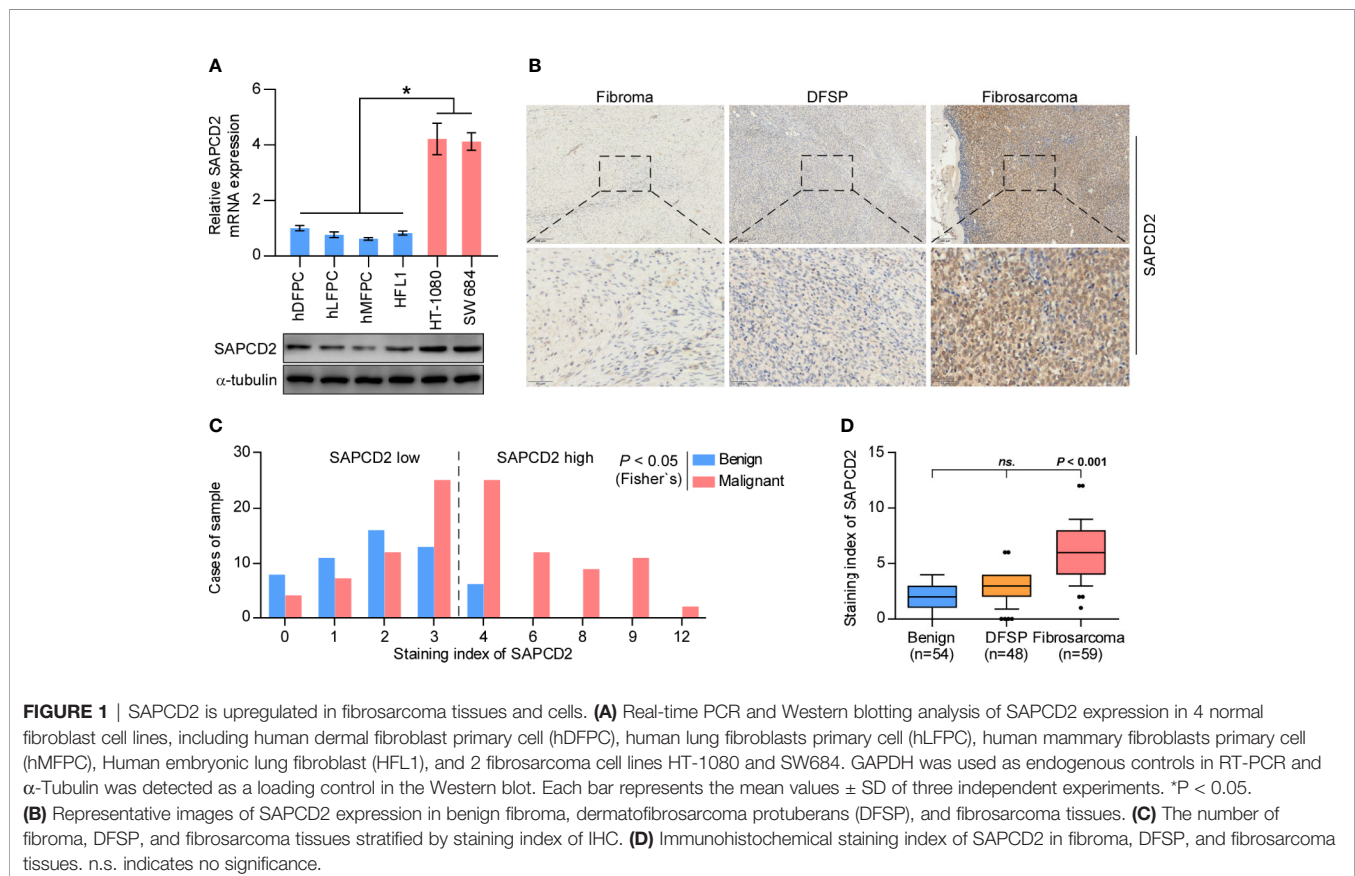 A
Relative SAPCD2
mRNA expression
6
4
2
0
*
hDFPC
hLFPC
hMFPC
HFL1
HT-1080
SW 684
SAPCD2
α-tubulin
B
Fibroma
DFSP
Fibrosarcoma
SAPCD2
C
Cases of sample
30
20
10
0
SAPCD2 low
SAPCD2 high
P < 0.05
(Fisher`s)
Benign
Malignant
0 1 2 3 4 6 8 9 12
Staining index of SAPCD2
D
Staining index of SAPCD2
15
10
5
0
ns.
P < 0.001
Benign DFSP Fibrosarcoma
(n=54) (n=48) (n=59)
FIGURE 1 | SAPCD2 is upregulated in fibrosarcoma tissues and cells. (A) Real-time PCR and Western blotting analysis of SAPCD2 expression in 4 normal
fibroblast cell lines, including human dermal fibroblast primary cell (hDFPC), human lung fibroblasts primary cell (hLFPC), human mammary fibroblasts primary cell
(hMFPC), Human embryonic lung fibroblast (HFL1), and 2 fibrosarcoma cell lines HT-1080 and SW684. GAPDH was used as endogenous controls in RT-PCR and
α-Tubulin was detected as a loading control in the Western blot. Each bar represents the mean values ± SD of three independent experiments. *P < 0.05.
(B) Representative images of SAPCD2 expression in benign fibroma, dermatofibrosarcoma protuberans (DFSP), and fibrosarcoma tissues. (C) The number of
fibroma, DFSP, and fibrosarcoma tissues stratified by staining index of IHC. (D) Immunohistochemical staining index of SAPCD2 in fibroma, DFSP, and fibrosarcoma
tissues. n.s. indicates no significance.